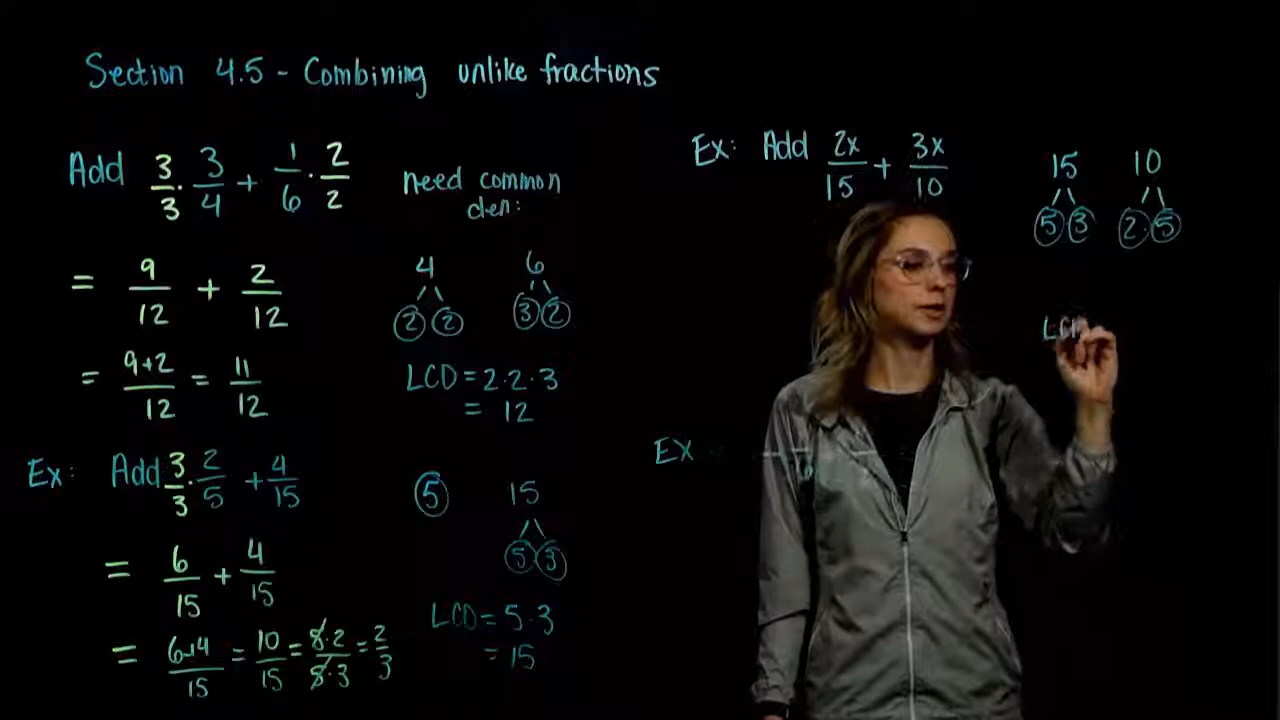 Section 4.5 - Combining unlike fractions
Add 3/3 · 3/4 + 1/6 · 2/2
= 9/12 + 2/12
= 9+2/12 = 11/12
need common
den:
4 6
2 2 3 2
LCD = 2·2·3
= 12
Ex: Add 3/3 · 2/5 + 4/15
= 6/15 + 4/15
= 6+4/15 = 10/15 = 5·2/5·3 = 2/3
5 15
5 3
LCD = 5·3
= 15
Ex: Add 2x/15 + 3x/10
15 10
5 3 2 · 5
LCD
Ex